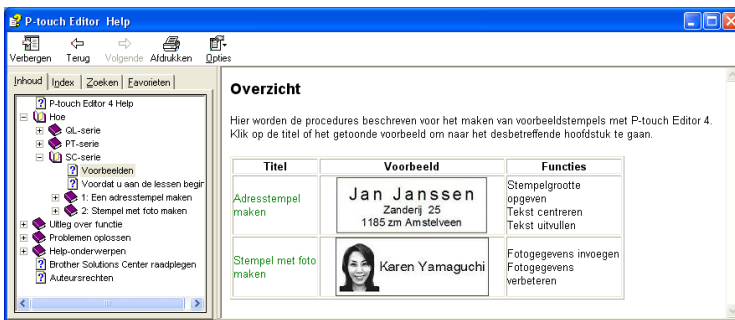 P-touch Editor Help
Verbergen Terug Volgende Afdrukken Opties
Inhoud Index Zoeken Favorieten
P-touch Editor 4 Help
Hoe
QL-serie
PT-serie
SC-serie
Voorbeelden
Voordat u aan de lessen begir
1: Een adresstempel maken
2: Stempel met foto maken
Uitleg over functie
Problemen oplossen
Help-onderwerpen
Brother Solutions Center raadplegen
Auteursrechten
Overzicht
Hier worden de procedures beschreven voor het maken van voorbeeldstempels met P-touch Editor 4.
Klik op de titel of het getoonde voorbeeld om naar het desbetreffende hoofdstuk te gaan.
Titel Voorbeeld Functies
Adresstempel
maken
Jan Janssen
Zanderij 25
1185 zm Amstelveen
Stempelgrootte
opgeven
Tekst centreren
Tekst uitvullen
Stempel met foto
maken
Karen Yamaguchi
Fotogegevens invoegen
Fotogegevens
verbeteren